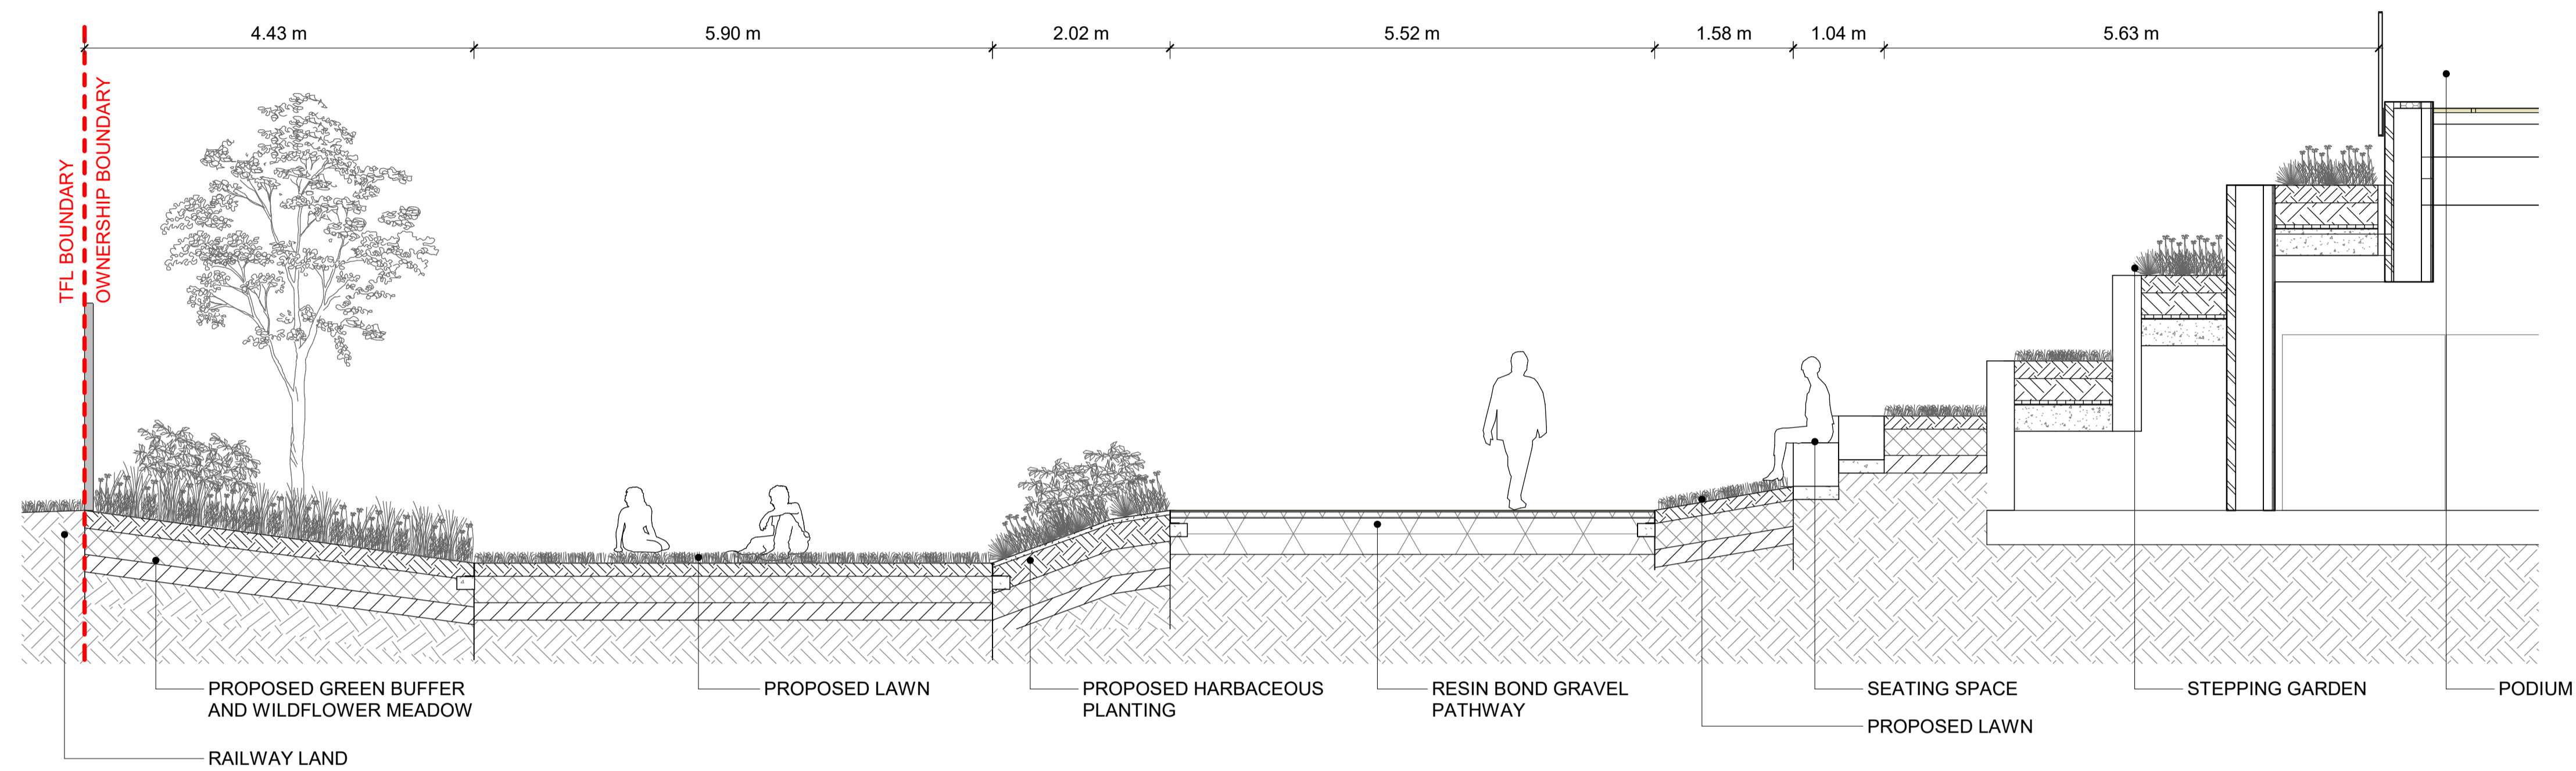 4.43 m
5.90 m
2.02 m
5.52 m
1.58 m
1.04 m
5.63 m
TFL BOUNDARY
OWNERSHIP BOUNDARY
PROPOSED GREEN BUFFER
AND WILDFLOWER MEADOW
RAILWAY LAND
PROPOSED LAWN
PROPOSED HARBACEOUS
PLANTING
RESIN BOND GRAVEL
PATHWAY
SEATING SPACE
PROPOSED LAWN
STEPPING GARDEN
PODIUM